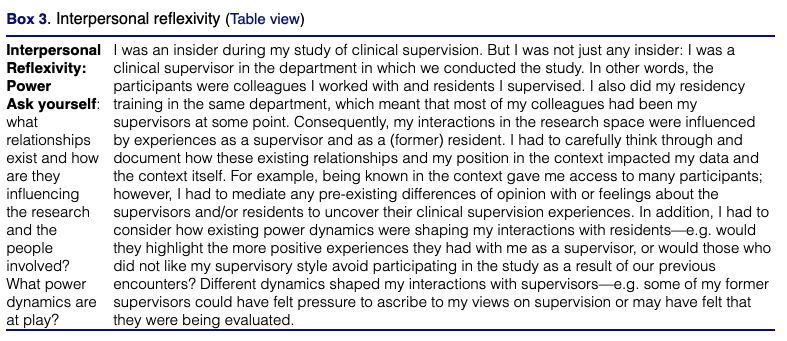 Box 3. Interpersonal reflexivity (Table view)
Interpersonal
Reflexivity:
Power
Ask yourself:
what
relationships
exist and how
are they
influencing
the research
and the
people
involved?
What power
dynamics are
at play?
I was an insider during my study of clinical supervision. But I was not just any insider: I was a
clinical supervisor in the department in which we conducted the study. In other words, the
participants were colleagues I worked with and residents I supervised. I also did my residency
training in the same department, which meant that most of my colleagues had been my
supervisors at some point. Consequently, my interactions in the research space were influenced
by experiences as a supervisor and as a (former) resident. I had to carefully think through and
document how these existing relationships and my position in the context impacted my data and
the context itself. For example, being known in the context gave me access to many participants;
however, I had to mediate any pre-existing differences of opinion with or feelings about the
supervisors and/or residents to uncover their clinical supervision experiences. In addition, I had to
consider how existing power dynamics were shaping my interactions with residents—e.g. would
they highlight the more positive experiences they had with me as a supervisor, or would those who
did not like my supervisory style avoid participating in the study as a result of our previous
encounters? Different dynamics shaped my interactions with supervisors—e.g. some of my former
supervisors could have felt pressure to ascribe to my views on supervision or may have felt that
they were being evaluated.